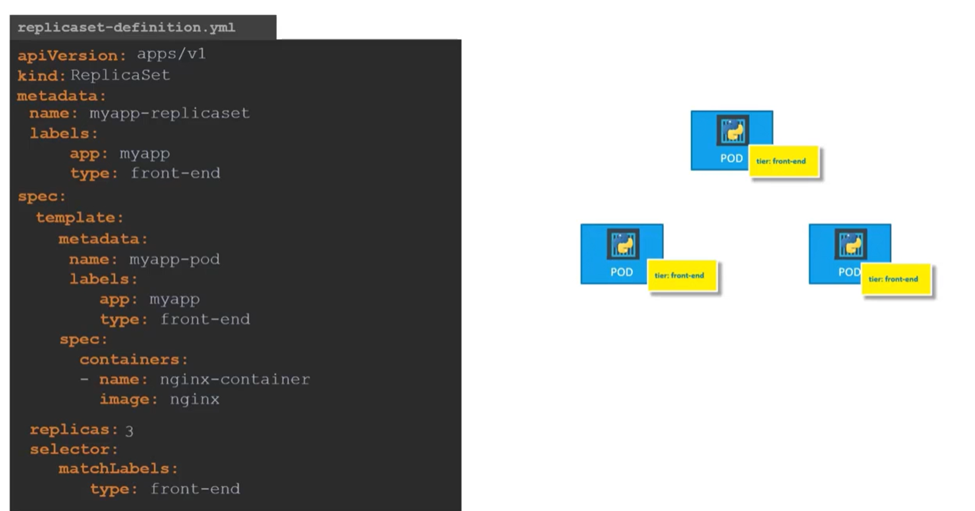 replicaset-definition.yml
apiVersion: apps/v1
kind: ReplicaSet
metadata:
name: myapp-replicaset
labels:
app: myapp
type: front-end
spec:
template:
metadata:
name: myapp-pod
labels:
app: myapp
type: front-end
spec:
containers:
- name: nginx-container
image: nginx
replicas: 3
selector:
matchLabels:
type: front-end
POD
tier: front-end
POD
tier: front-end
POD
tier: front-end